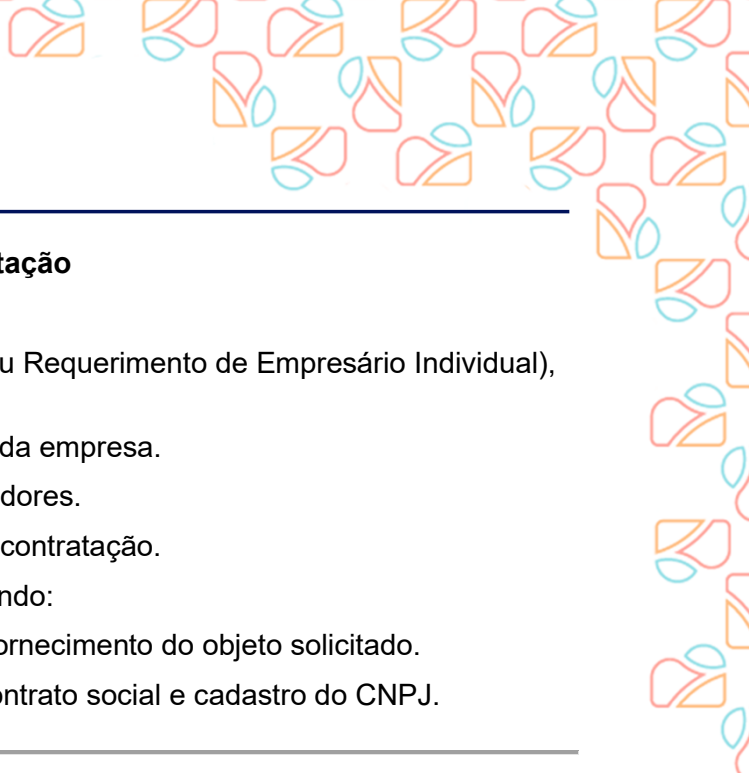 tação
u Requerimento de Empresário Individual),
da empresa.
dores.
contratação.
ndo:
ornecimento do objeto solicitado.
ontrato social e cadastro do CNPJ.